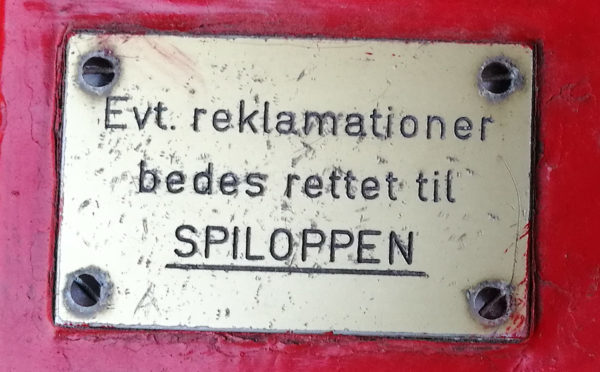 Evt. reklamationer
bedes rettet til
SPILOPPEN